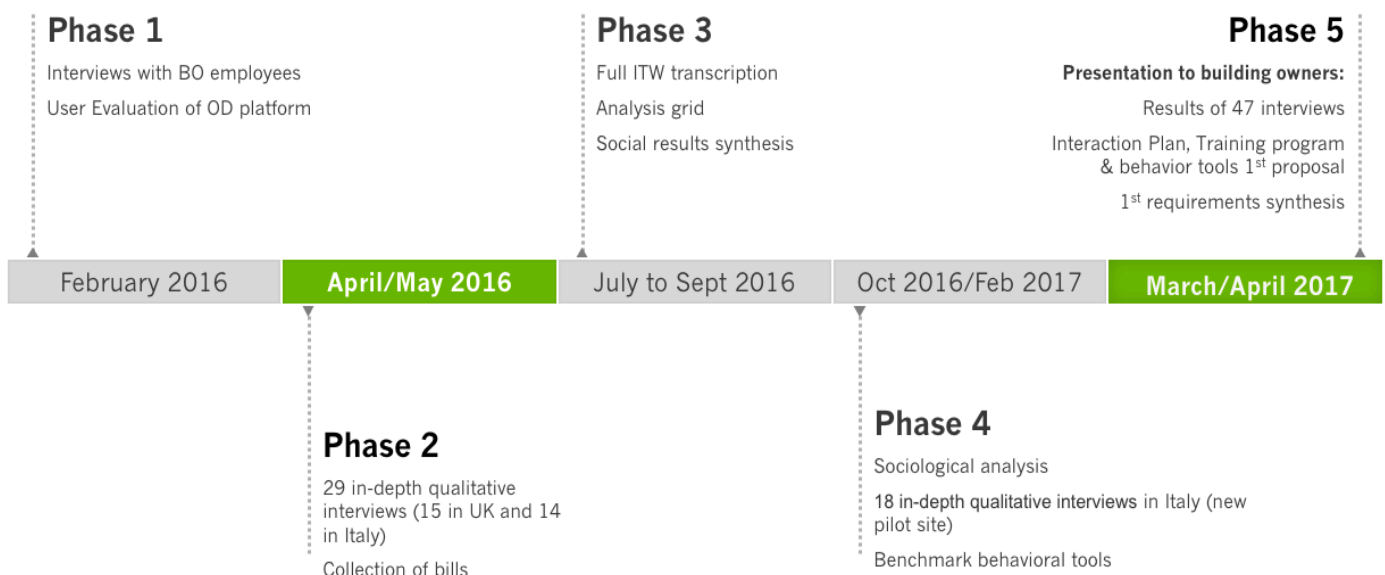 Phase 1
Interviews with BO employees
User Evaluation of OD platform
Phase 3
Full ITW transcription
Analysis grid
Social results synthesis
Phase 5
Presentation to building owners:
Results of 47 interviews
Interaction Plan, Training program
& behavior tools 1st proposal
1st requirements synthesis
February 2016
April/May 2016
July to Sept 2016
Oct 2016/Feb 2017
March/April 2017
Phase 2
29 in-depth qualitative
interviews (15 in UK and 14
in Italy)
Collection of bills
Phase 4
Sociological analysis
18 in-depth qualitative interviews in Italy (new
pilot site)
Benchmark behavioral tools